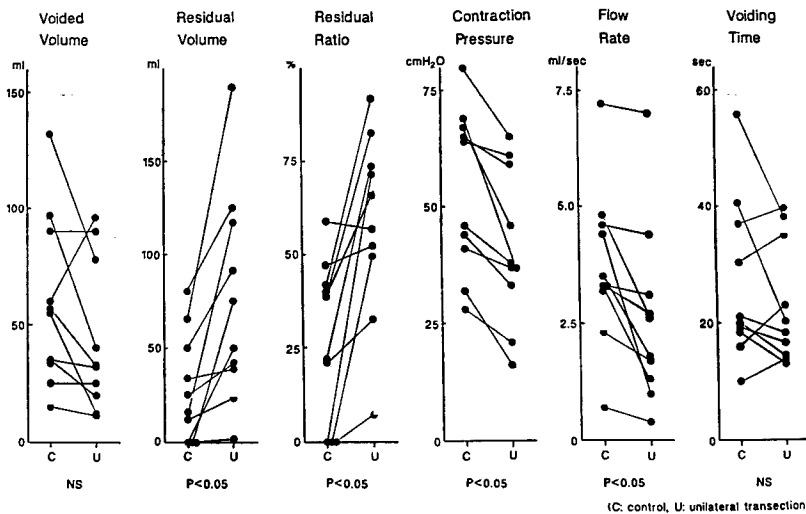 Voided Volume
Residual Volume
Residual Ratio
Contraction Pressure
Flow Rate
Voiding Time
ml
150
100
50
0
C U
NS
ml
150
100
50
0
C U
P<0.05
%
75
50
25
0
C U
P<0.05
cmH2O
75
50
25
0
C U
P<0.05
ml/sec
7.5
5.0
2.5
0
C U
P<0.05
sec
60
40
20
0
C U
NS
(C: control, U: unilateral transection